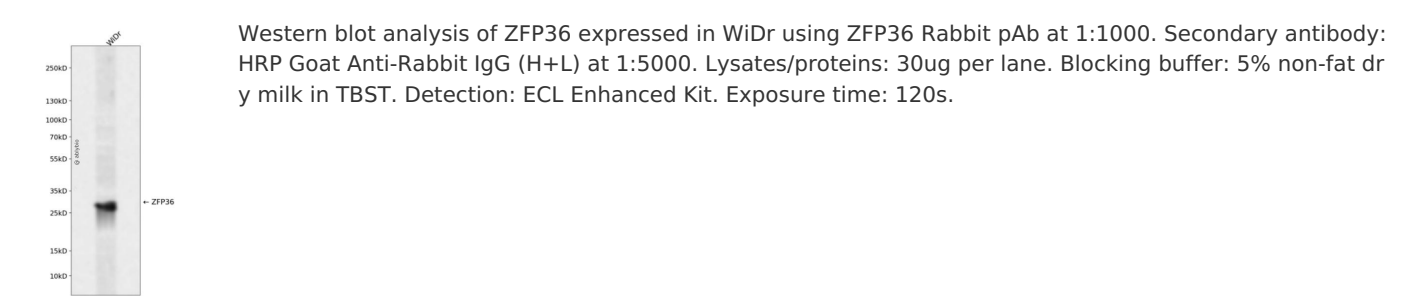 WiDr
250kD
130kD
100kD
70kD
55kD
35kD
25kD
15kD
10kD
← ZFP36
Western blot analysis of ZFP36 expressed in WiDr using ZFP36 Rabbit pAb at 1:1000. Secondary antibody:
HRP Goat Anti-Rabbit IgG (H+L) at 1:5000. Lysates/proteins: 30ug per lane. Blocking buffer: 5% non-fat dr
y milk in TBST. Detection: ECL Enhanced Kit. Exposure time: 120s.